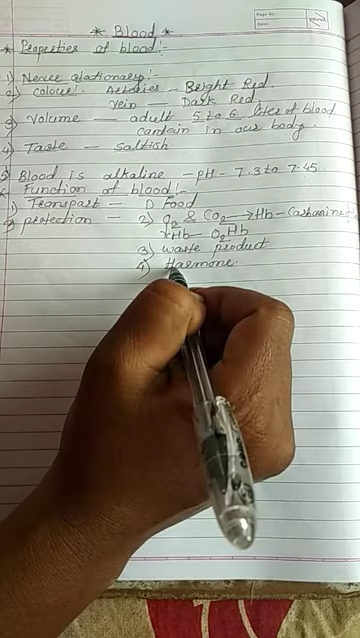 * Blood *
* Properties of blood:-
1) Never stationary:-
2) colour:- Arteries - Bright Red.
vein - Dark Red.
3) Volume - adult 5 to 6 liter of blood
contain in our body.
4) Taste - saltish
5 Blood is alkaline - pH - 7.3 to 7.45.
Function of blood:-
1) Transport - 1) Food
2) protection - 2) O2 & CO2 → Hb - Carbamino
Hb - O2Hb
3) waste product
4) Harmone